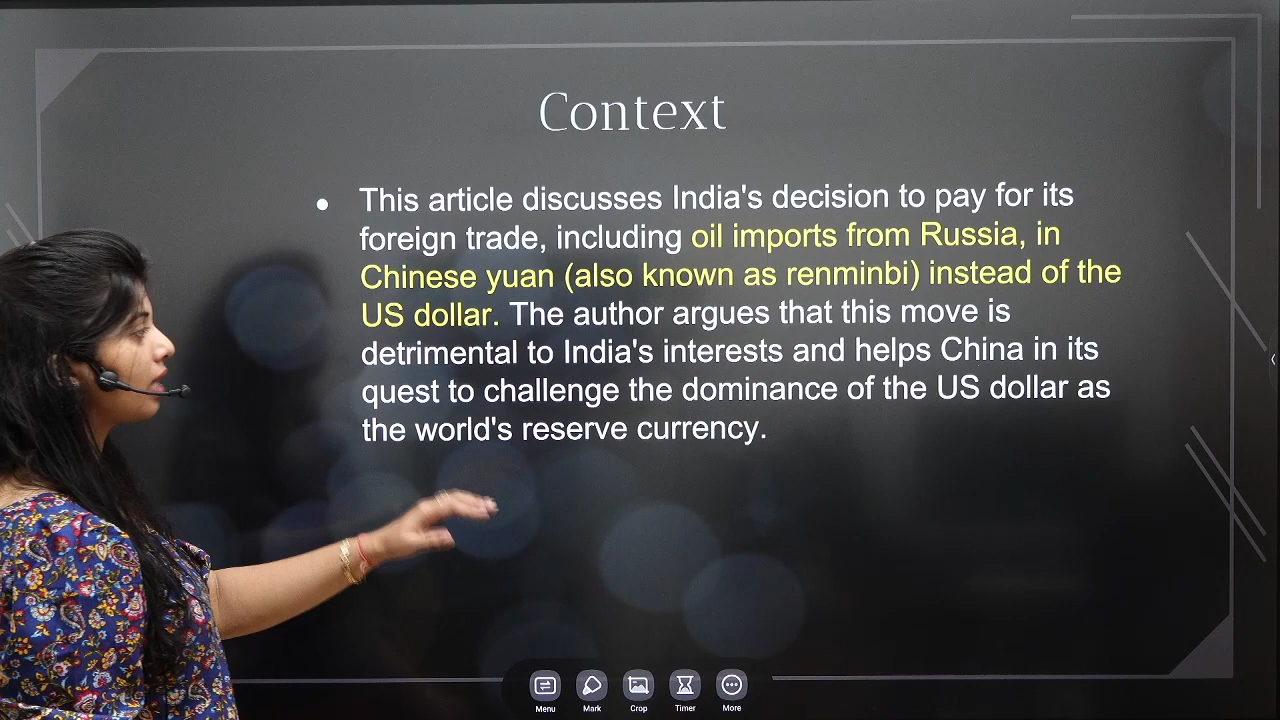 Context
● This article discusses India's decision to pay for its
foreign trade, including oil imports from Russia, in
Chinese yuan (also known as renminbi) instead of the
US dollar. The author argues that this move is
detrimental to India's interests and helps China in its
quest to challenge the dominance of the US dollar as
the world's reserve currency.
Menu Mark Crop Timer More